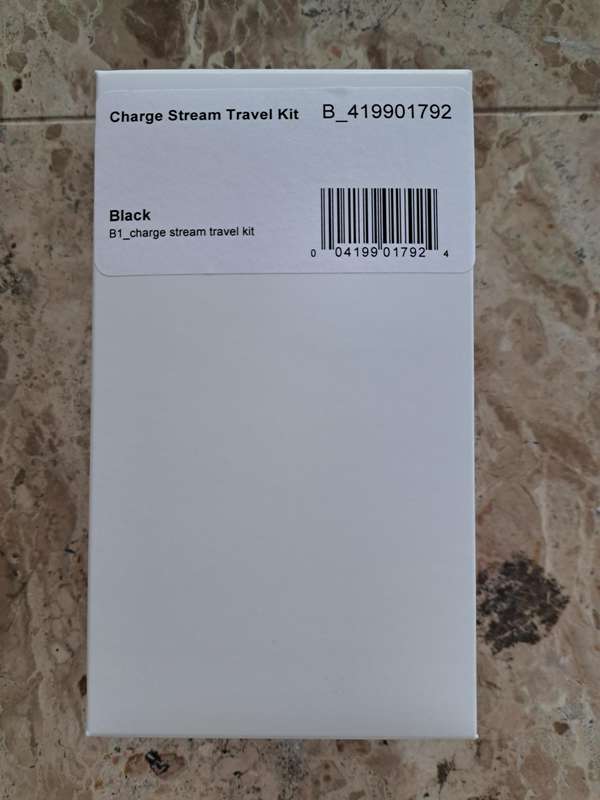 Charge Stream Travel Kit B_419901792
Black
B1_charge stream travel kit
0 04199 01792 4